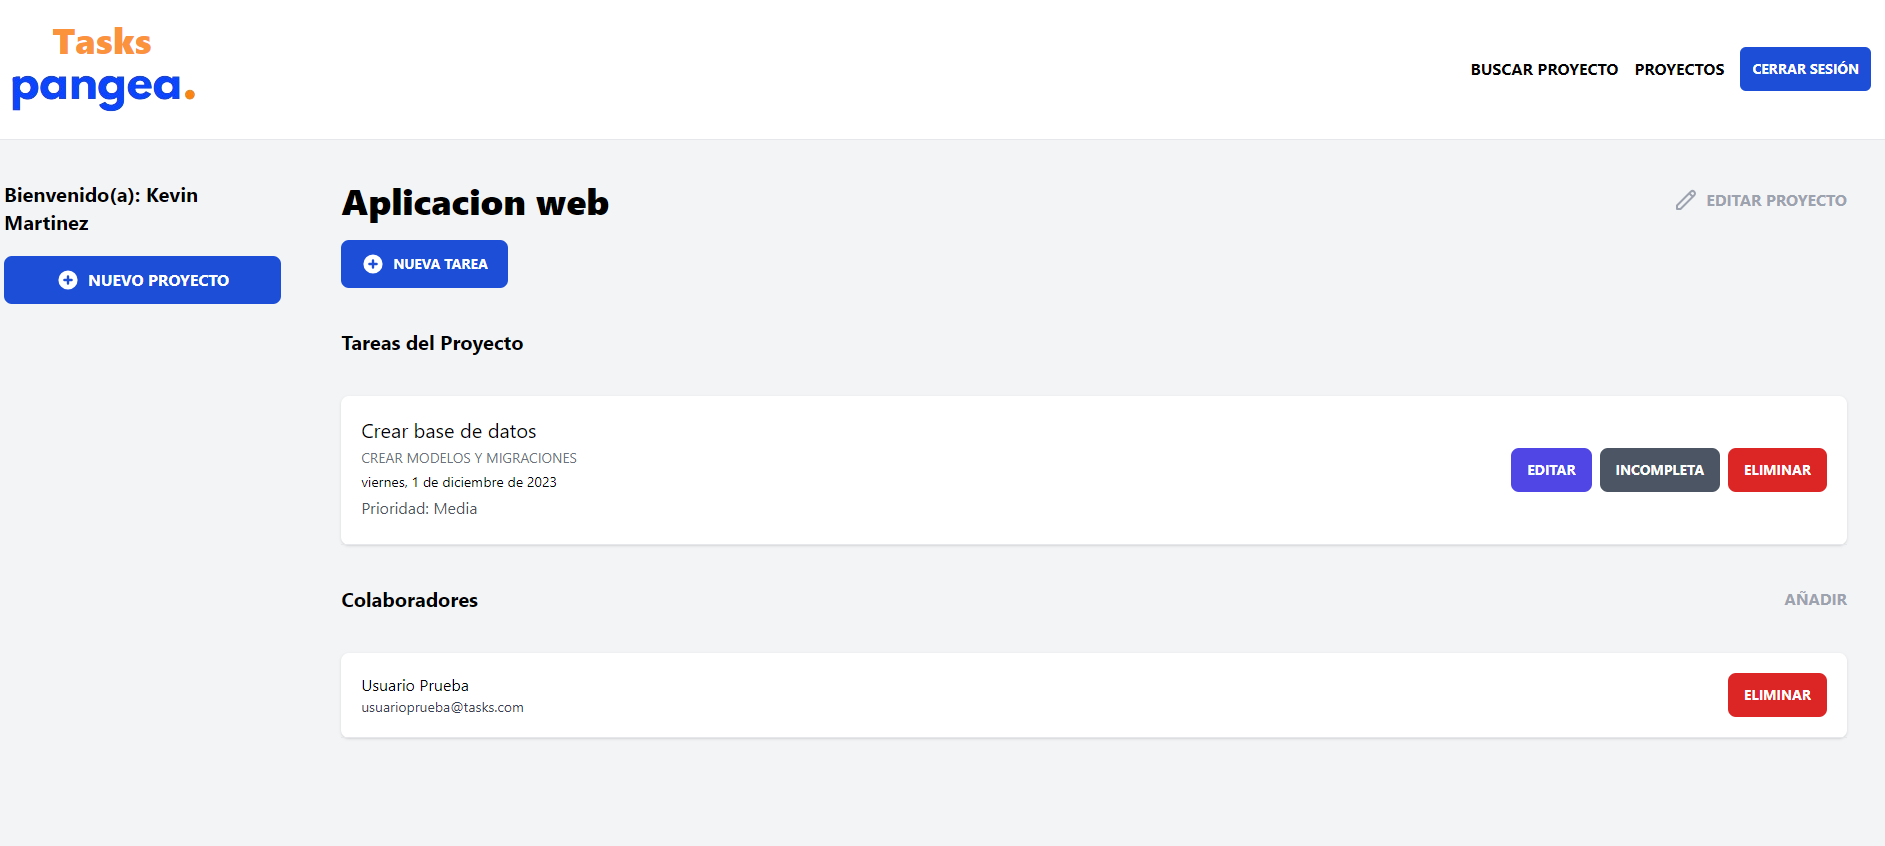 Tasks
pangea.
BUSCAR PROYECTO
PROYECTOS
CERRAR SESIÓN
Bienvenido(a): Kevin
Martinez
NUEVO PROYECTO
Aplicacion web
EDITAR PROYECTO
NUEVA TAREA
Tareas del Proyecto
Crear base de datos
CREAR MODELOS Y MIGRACIONES
viernes, 1 de diciembre de 2023
Prioridad: Media
EDITAR
INCOMPLETA
ELIMINAR
Colaboradores
AÑADIR
Usuario Prueba
usuarioprueba@tasks.com
ELIMINAR